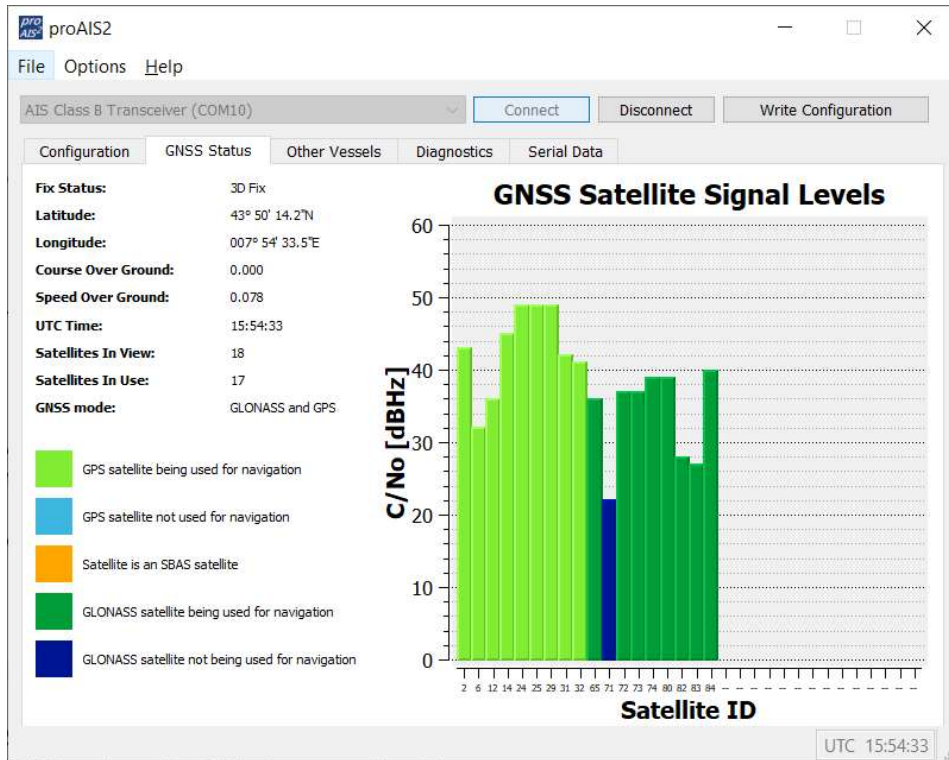 pro
AIS2
proAIS2
File Options Help
AIS Class B Transceiver (COM10) Connect Disconnect Write Configuration
Configuration GNSS Status Other Vessels Diagnostics Serial Data
Fix Status: 3D Fix
Latitude: 43° 50' 14.2"N
Longitude: 007° 54' 33.5"E
Course Over Ground: 0.000
Speed Over Ground: 0.078
UTC Time: 15:54:33
Satellites In View: 18
Satellites In Use: 17
GNSS mode: GLONASS and GPS
GPS satellite being used for navigation
GPS satellite not used for navigation
Satellite is an SBAS satellite
GLONASS satellite being used for navigation
GLONASS satellite not being used for navigation
GNSS Satellite Signal Levels
C/No [dBHz]
60
50
40
30
20
10
0
2 6 12 14 24 25 29 31 32 65 71 72 73 74 80 82 83 84 -- -- -- -- -- -- -- -- -- -- -- -- -- --
Satellite ID
UTC 15:54:33